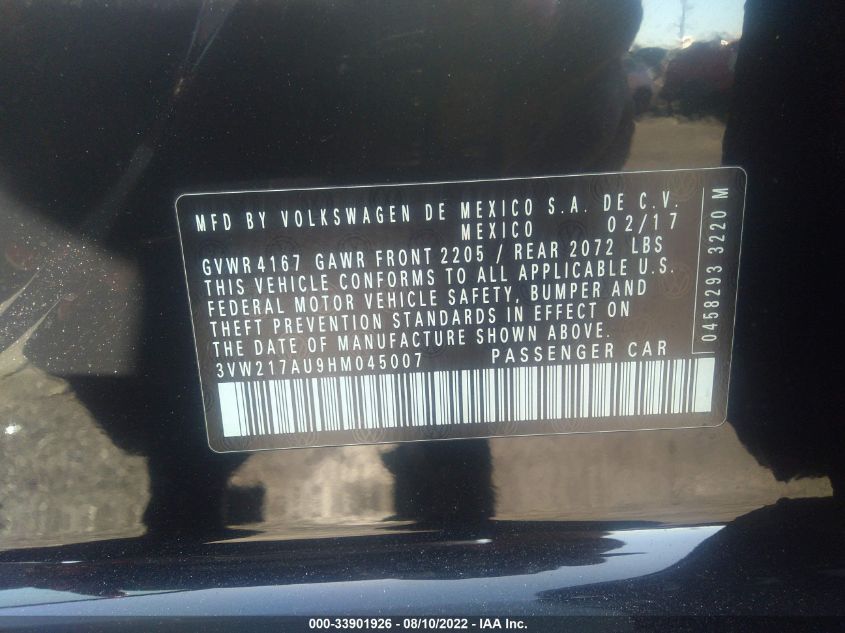 MFD BY VOLKSWAGEN DE MEXICO S.A. DE C.V.
MEXICO 02/17
GVWR 4167 GAWR FRONT 2205 / REAR 2072 LBS
THIS VEHICLE CONFORMS TO ALL APPLICABLE U.S.
FEDERAL MOTOR VEHICLE SAFETY, BUMPER AND
THEFT PREVENTION STANDARDS IN EFFECT ON
THE DATE OF MANUFACTURE SHOWN ABOVE.
3VW217AU9HM045007 PASSENGER CAR
0458293 3220 M
000-33901926 - 08/10/2022 - IAA Inc.